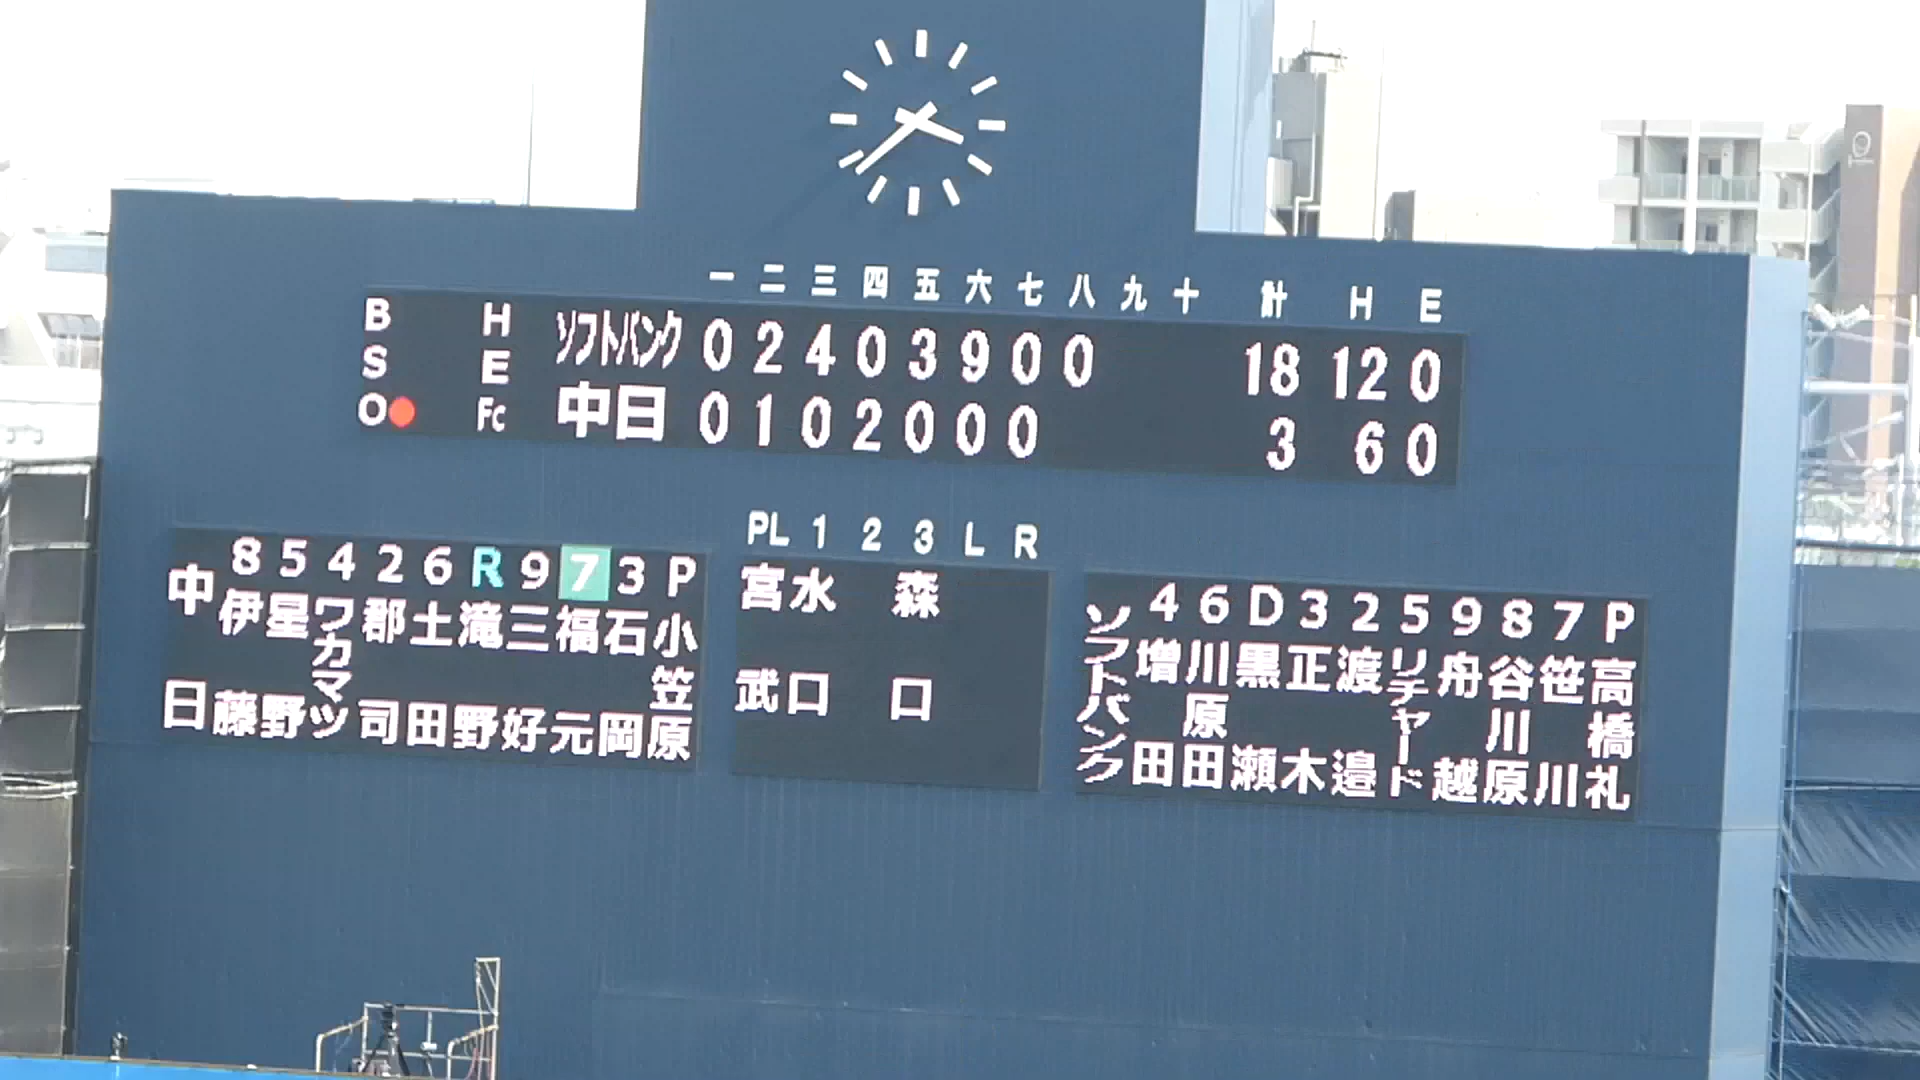 一 二 三 四 五 六 七 八 九 十 計 H E
B H ソフトバンク 0 2 4 0 3 9 0 0 18 12 0
S E
O Fc 中日 0 1 0 2 0 0 0 3 6 0
8 5 4 2 6 R 9 7 3 P
中日 伊藤 星野 ワカマツ 郡司 土田 滝野 三好 福元 石岡 小笠原
PL 1 2 3 L R
宮武 水口 森口
4 6 D 3 2 5 9 8 7 P
ソフトバンク 増田 川原田 黒瀬 正木 渡邉 リチャード 舟越 谷川原 笹川 高橋礼